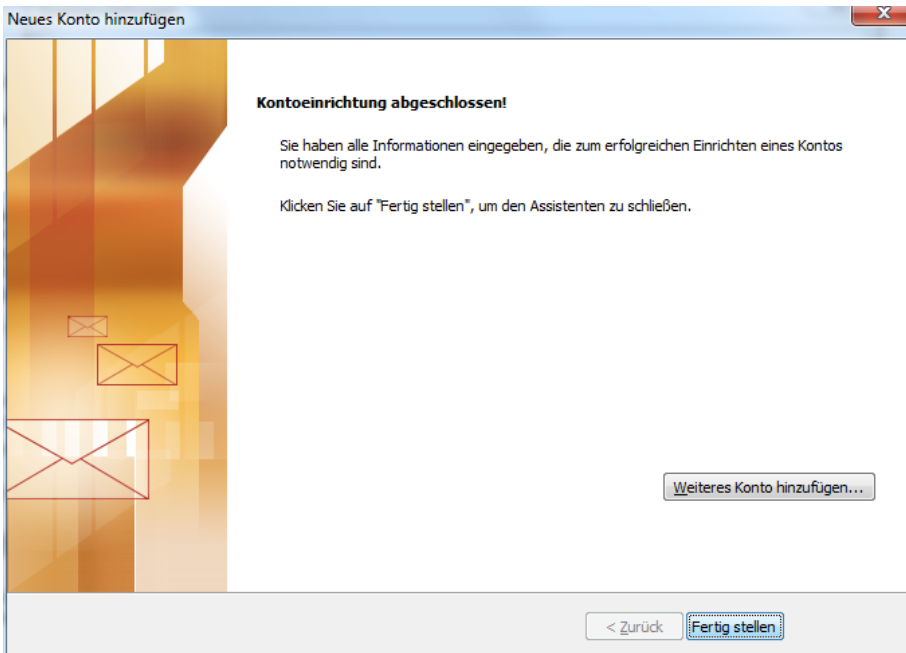 Neues Konto hinzufügen
Kontoeinrichtung abgeschlossen!
Sie haben alle Informationen eingegeben, die zum erfolgreichen Einrichten eines Kontos
notwendig sind.
Klicken Sie auf "Fertig stellen", um den Assistenten zu schließen.
Weiteres Konto hinzufügen...
< Zurück
Fertig stellen